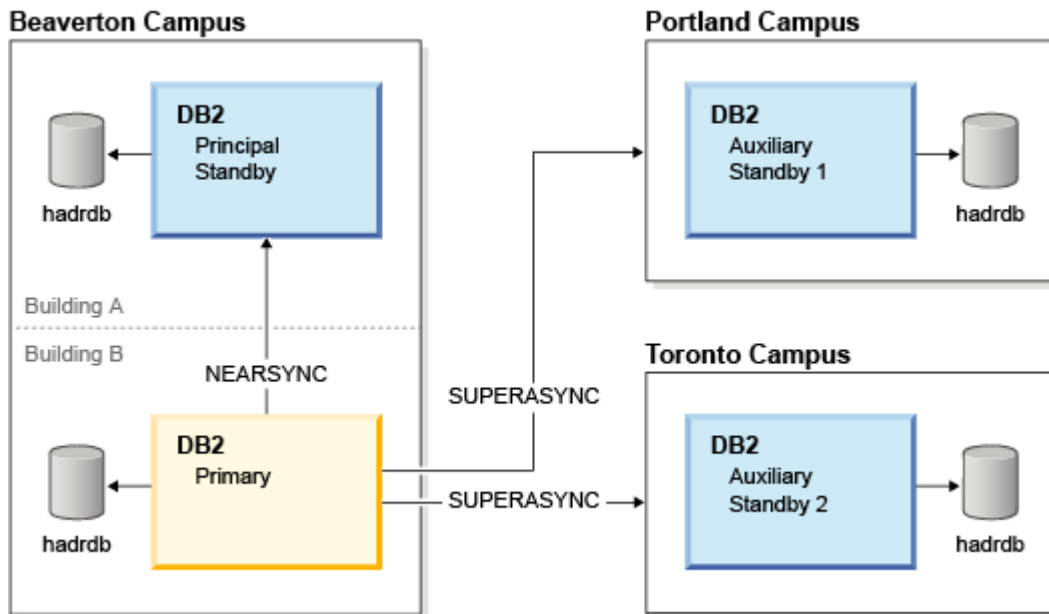 Beaverton Campus
DB2
Principal
Standby
hadrdb
Building A
Building B
NEARSYNC
DB2
Primary
hadrdb
SUPERASYNC
SUPERASYNC
Portland Campus
DB2
Auxiliary
Standby 1
hadrdb
Toronto Campus
DB2
Auxiliary
Standby 2
hadrdb